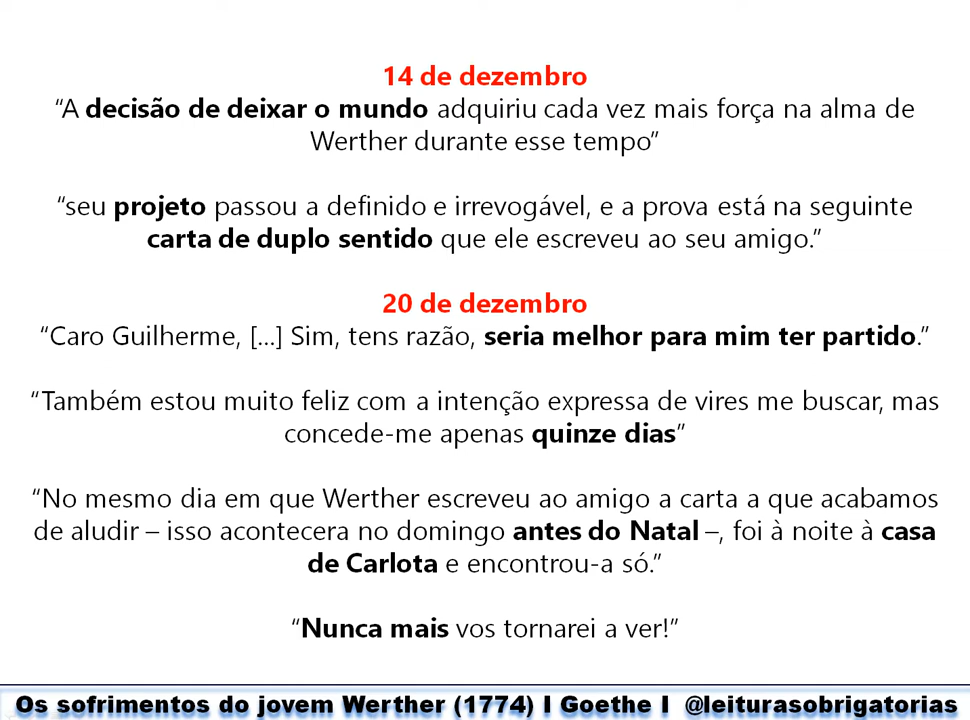 14 de dezembro
“A decisão de deixar o mundo adquiriu cada vez mais força na alma de
Werther durante esse tempo”
“seu projeto passou a definido e irrevogável, e a prova está na seguinte
carta de duplo sentido que ele escreveu ao seu amigo.”
20 de dezembro
“Caro Guilherme, [...] Sim, tens razão, seria melhor para mim ter partido.”
“Também estou muito feliz com a intenção expressa de vires me buscar, mas
concede-me apenas quinze dias”
“No mesmo dia em que Werther escreveu ao amigo a carta a que acabamos
de aludir – isso acontecera no domingo antes do Natal –, foi à noite à casa
de Carlota e encontrou-a só.”
“Nunca mais vos tornarei a ver!”
Os sofrimentos do jovem Werther (1774) I Goethe I @leiturasobrigatorias